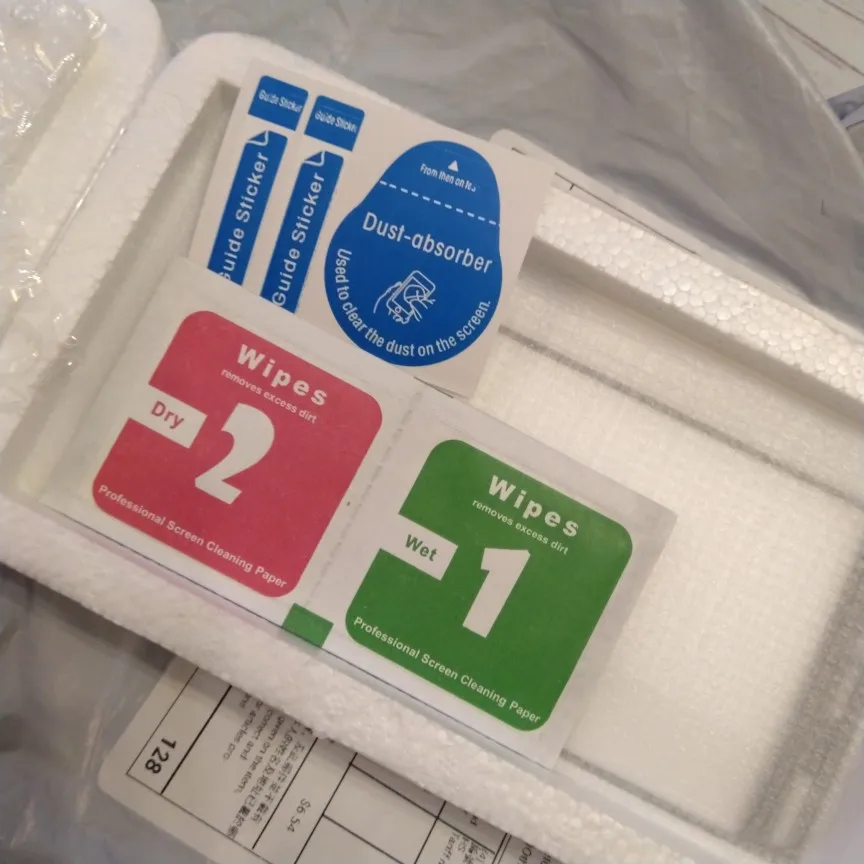 Guide Sticker
Guide Sticker
Guide Sticker
Guide Sticker
From then on
Dust-absorber
Used to clear the dust on the screen.
Wipes
removes excess dirt
Dry
2
Professional Screen Cleaning Paper
Wipes
removes excess dirt
Wet
1
Professional Screen Cleaning Paper
128
S6.54